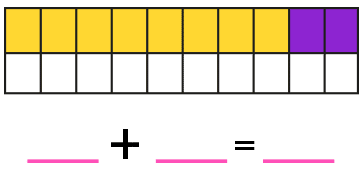 ___ + ___ = ___